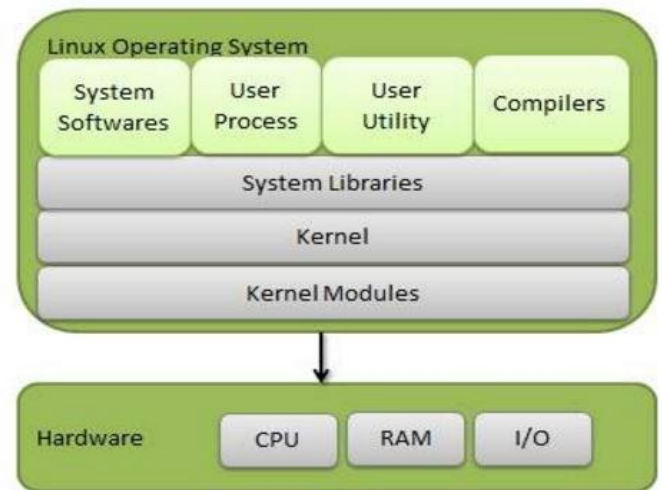 Linux Operating System
System
Softwares
User
Process
User
Utility
Compilers
System Libraries
Kernel
Kernel Modules
Hardware
CPU
RAM
I/O